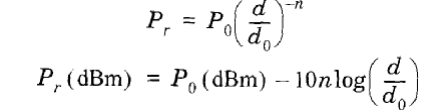 P_r = P_0(d/d_0)^{-n}
P_r (dBm) = P_0 (dBm) – 10n log(d/d_0)